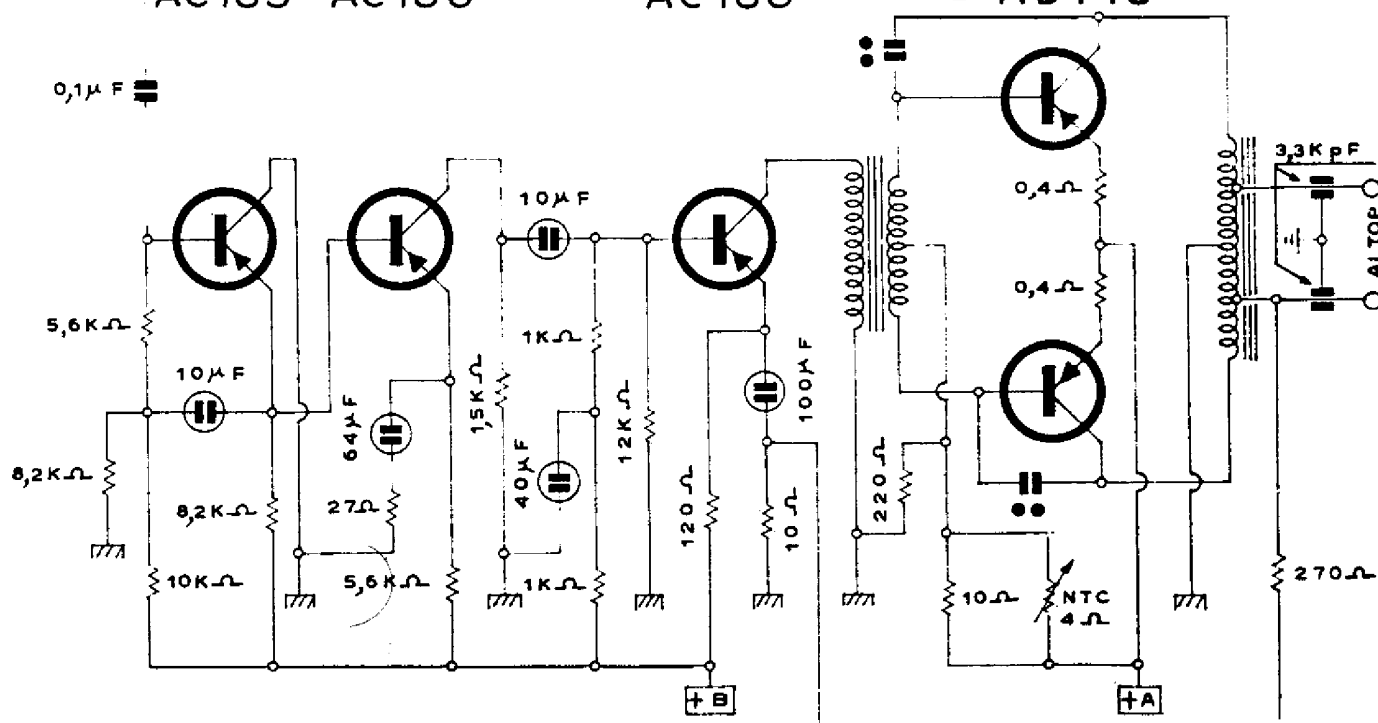 0,1µF
3,3KpF
10µF
0,4Ω
0,4Ω
5,6KΩ
1KΩ
10µF
1,5KΩ
100µF
64µF
12KΩ
8,2KΩ
40µF
220Ω
8,2KΩ
27Ω
120Ω
10Ω
10KΩ
5,6KΩ
1KΩ
10Ω
NTC
4Ω
270Ω
+B
+A